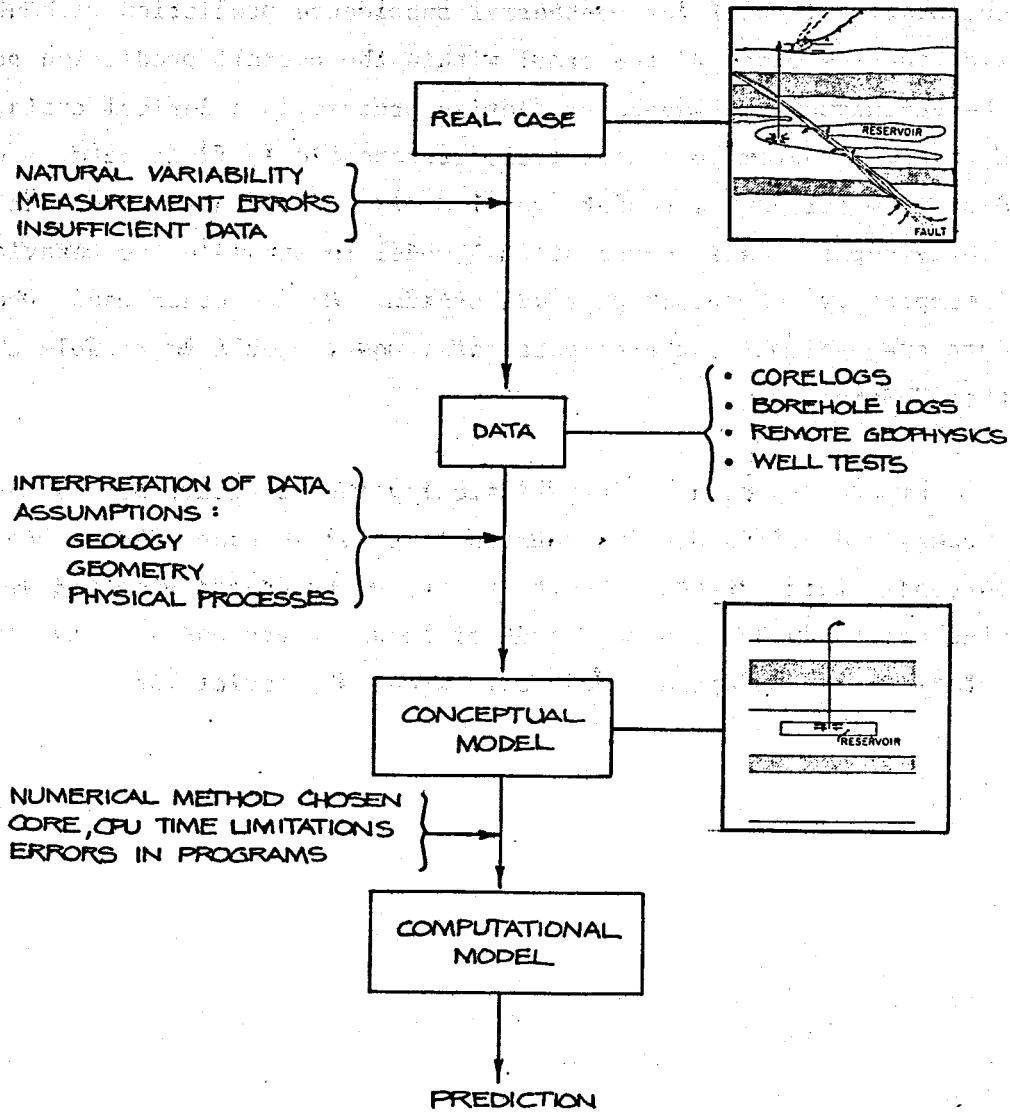 REAL CASE
RESERVOIR
FAULT
NATURAL VARIABILITY
MEASUREMENT ERRORS
INSUFFICIENT DATA
DATA
• CORELOGS
• BOREHOLE LOGS
• REMOTE GEOPHYSICS
• WELL TESTS
INTERPRETATION OF DATA
ASSUMPTIONS :
GEOLOGY
GEOMETRY
PHYSICAL PROCESSES
CONCEPTUAL
MODEL
RESERVOIR
NUMERICAL METHOD CHOSEN
CORE, CPU TIME LIMITATIONS
ERRORS IN PROGRAMS
COMPUTATIONAL
MODEL
PREDICTION